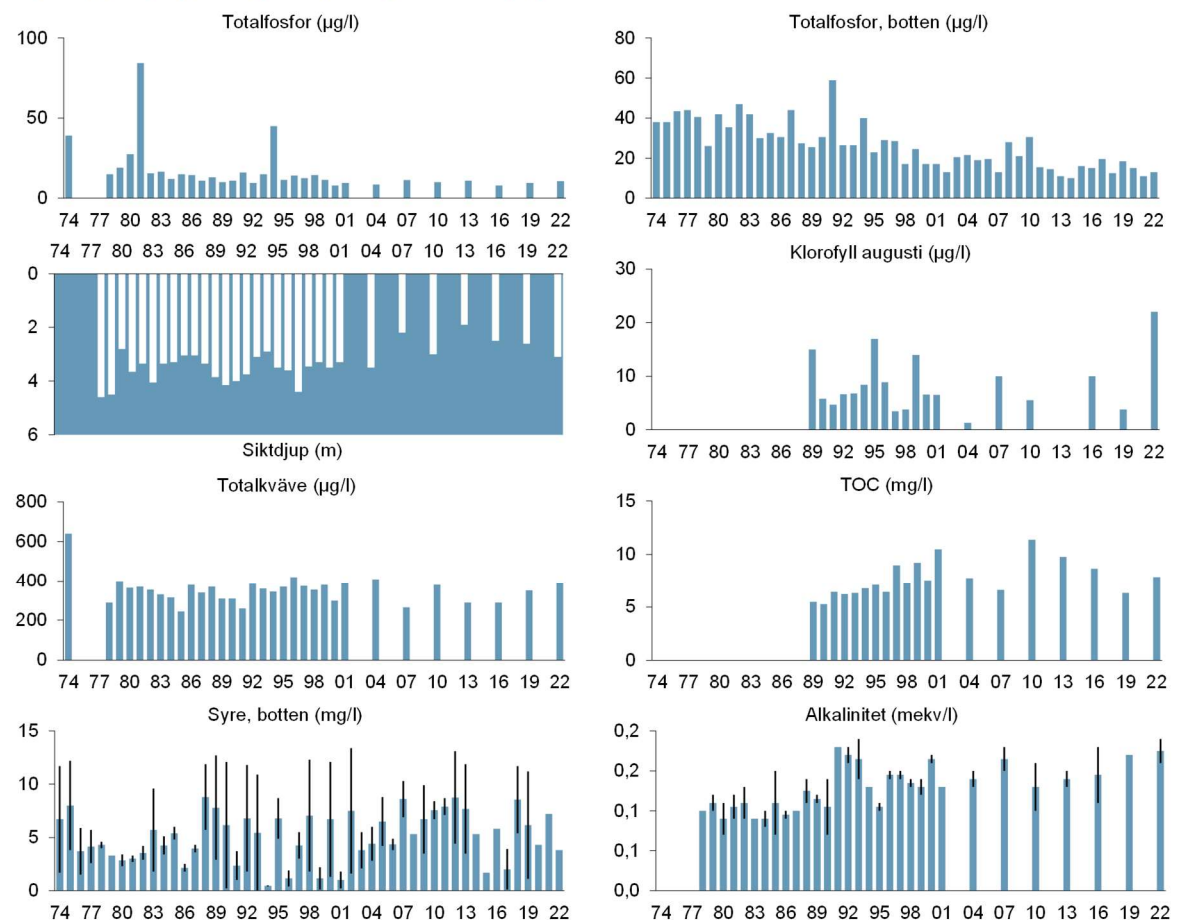 Totalfosfor (µg/l)
100
50
0
74 77 80 83 86 89 92 95 98 01 04 07 10 13 16 19 22
Totalfosfor, botten (µg/l)
80
60
40
20
0
74 77 80 83 86 89 92 95 98 01 04 07 10 13 16 19 22
74 77 80 83 86 89 92 95 98 01 04 07 10 13 16 19 22
0
2
4
6
Siktdjup (m)
Klorofyll augusti (µg/l)
30
20
10
0
74 77 80 83 86 89 92 95 98 01 04 07 10 13 16 19 22
Totalkväve (µg/l)
800
600
400
200
0
74 77 80 83 86 89 92 95 98 01 04 07 10 13 16 19 22
TOC (mg/l)
15
10
5
0
74 77 80 83 86 89 92 95 98 01 04 07 10 13 16 19 22
Syre, botten (mg/l)
15
10
5
0
74 77 80 83 86 89 92 95 98 01 04 07 10 13 16 19 22
Alkalinitet (mekv/l)
0,2
0,2
0,1
0,1
0,0
74 77 80 83 86 89 92 95 98 01 04 07 10 13 16 19 22